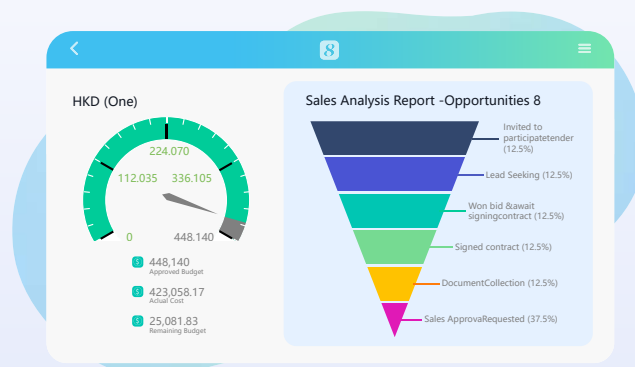 8
HKD (One)
224.070
112.035 336.105
0 448.140
448,140
Approved Budget
423,058.17
Actual Cost
25,081.83
Remaining Budget
Sales Analysis Report -Opportunities 8
Invited to
participatetender
(12.5%)
Lead Seeking (12.5%)
Won bid &await
signingcontract (12.5%)
Signed contract (12.5%)
DocumentCollection (12.5%)
Sales ApprovaRequested (37.5%)